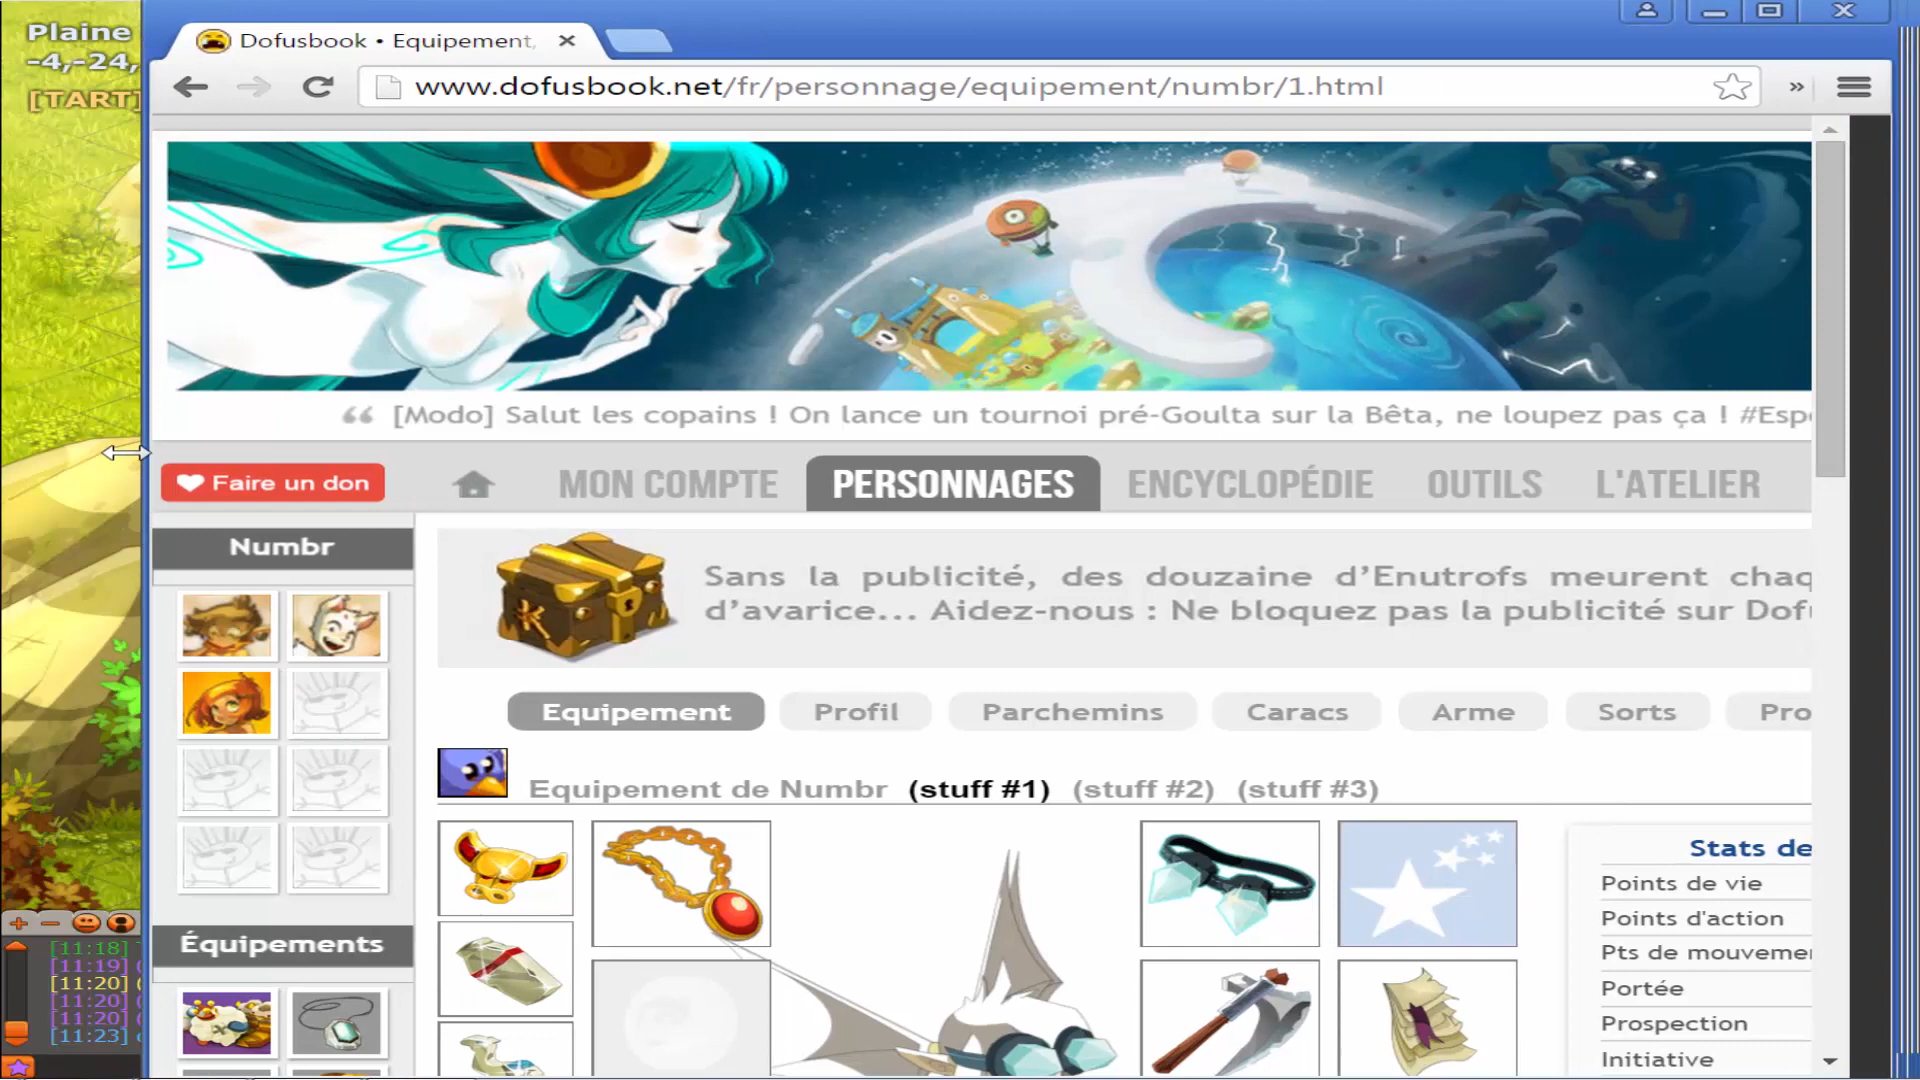 Plaine
-4,-24,
[TART]
Dofusbook • Equipement,
www.dofusbook.net/fr/personnage/equipement/numbr/1.html
[Modo] Salut les copains ! On lance un tournoi pré-Goulta sur la Bêta, ne loupez pas ça !
Faire un don
MON COMPTE
PERSONNAGES
ENCYCLOPÉDIE
OUTILS
L'ATELIER
Numbr
Sans la publicité, des douzaine d'Enutrofs meurent
d'avarice... Aidez-nous : Ne bloquez pas la publicité sur
Equipement
Profil
Parchemins
Caracs
Arme
Sorts
Pro
Equipement de Numbr (stuff #1) (stuff #2) (stuff #3)
Stats de
Points de vie
Points d'action
Pts de mouvemen
Portée
Prospection
Initiative
Équipements
[11:18]
[11:19]
[11:20]
[11:20]
[11:20]
[11:23]